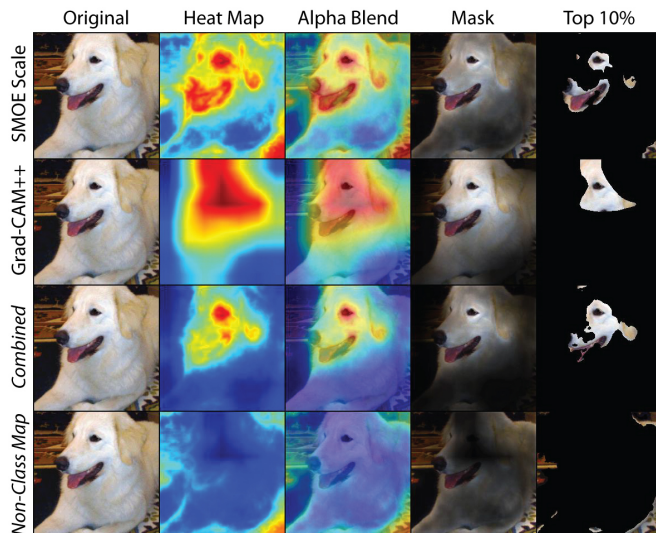 Original Heat Map Alpha Blend Mask Top 10%
SMOE Scale
Grad-CAM++
Combined
Non-Class Map